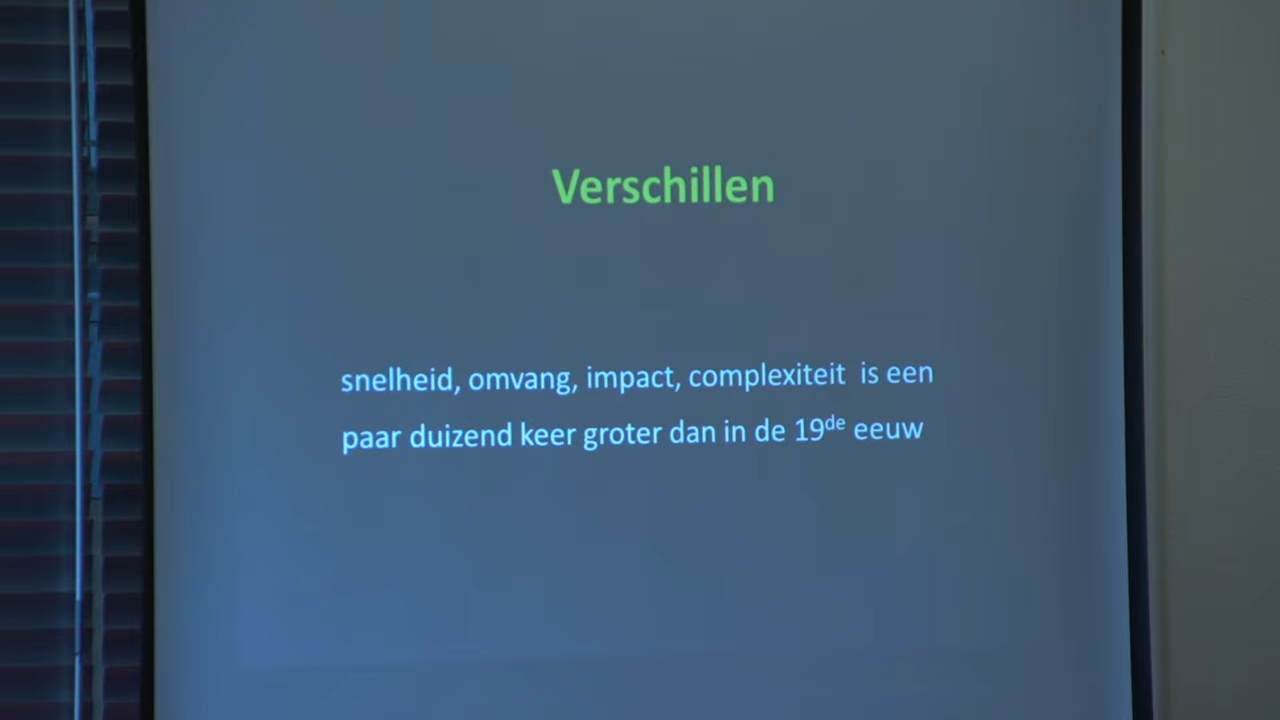 Verschillen
snelheid, omvang, impact, complexiteit is een
paar duizend keer groter dan in de 19de eeuw